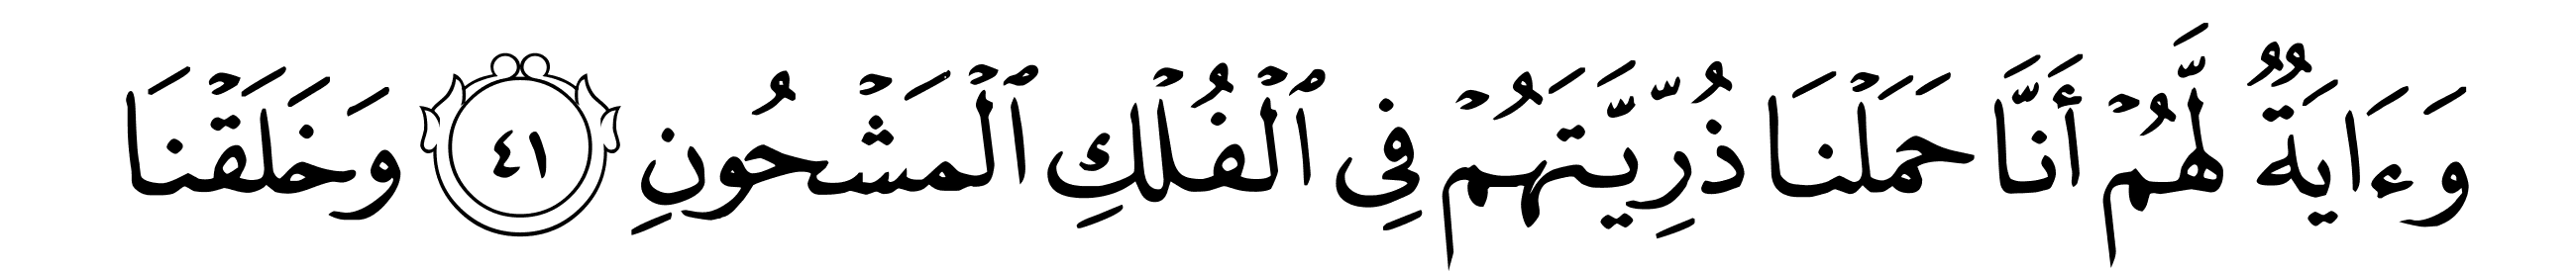 وَءَايَةٌ لَّهُمۡ أَنَّا حَمَلۡنَا ذُرِّيَّتَهُمۡ فِي ٱلۡفُلۡكِ ٱلۡمَشۡحُونِ ٤١ وَخَلَقۡنَا